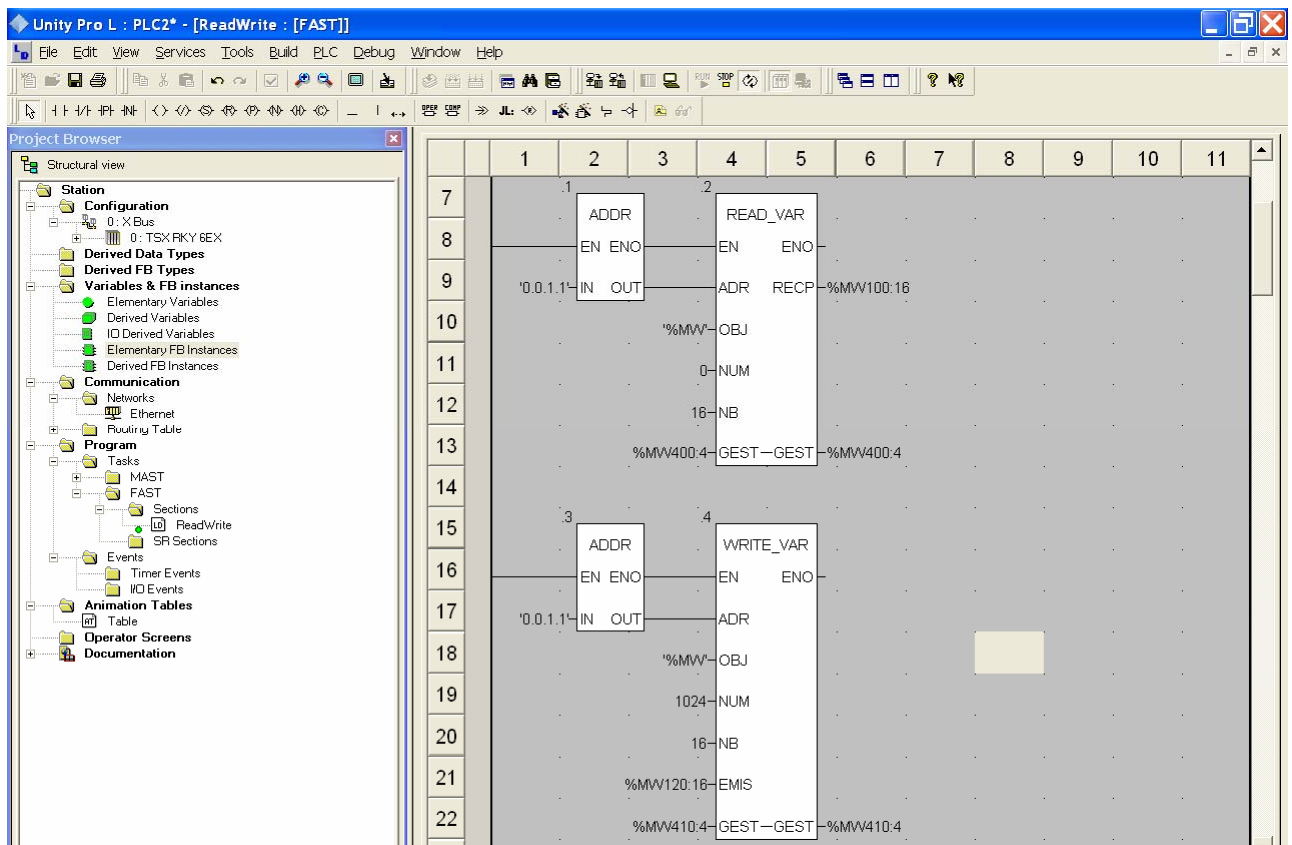 Unity Pro L : PLC2* - [ReadWrite : [FAST]]
File Edit View Services Tools Build PLC Debug Window Help
RUN STOP
OPER COMP JL:
Project Browser
Structural view
Station
Configuration
0 : X Bus
0 : TSX RKY 6EX
Derived Data Types
Derived FB Types
Variables & FB instances
Elementary Variables
Derived Variables
IO Derived Variables
Elementary FB Instances
Derived FB Instances
Communication
Networks
Ethernet
Routing Table
Program
Tasks
MAST
FAST
Sections
LD ReadWrite
SR Sections
Events
Timer Events
I/O Events
Animation Tables
Table
Operator Screens
Documentation
1 2 3 4 5 6 7 8 9 10 11
7 .1 .2
ADDR READ_VAR
8 EN ENO EN ENO
9 '0.0.1.1' IN OUT ADR RECP %MW100:16
10 '%MW' OBJ
11 0 NUM
12 16 NB
13 %MW400:4 GEST GEST %MW400:4
14
15 .3 .4
ADDR WRITE_VAR
16 EN ENO EN ENO
17 '0.0.1.1' IN OUT ADR
18 '%MW' OBJ
19 1024 NUM
20 16 NB
21 %MW120:16 EMIS
22 %MW410:4 GEST GEST %MW410:4